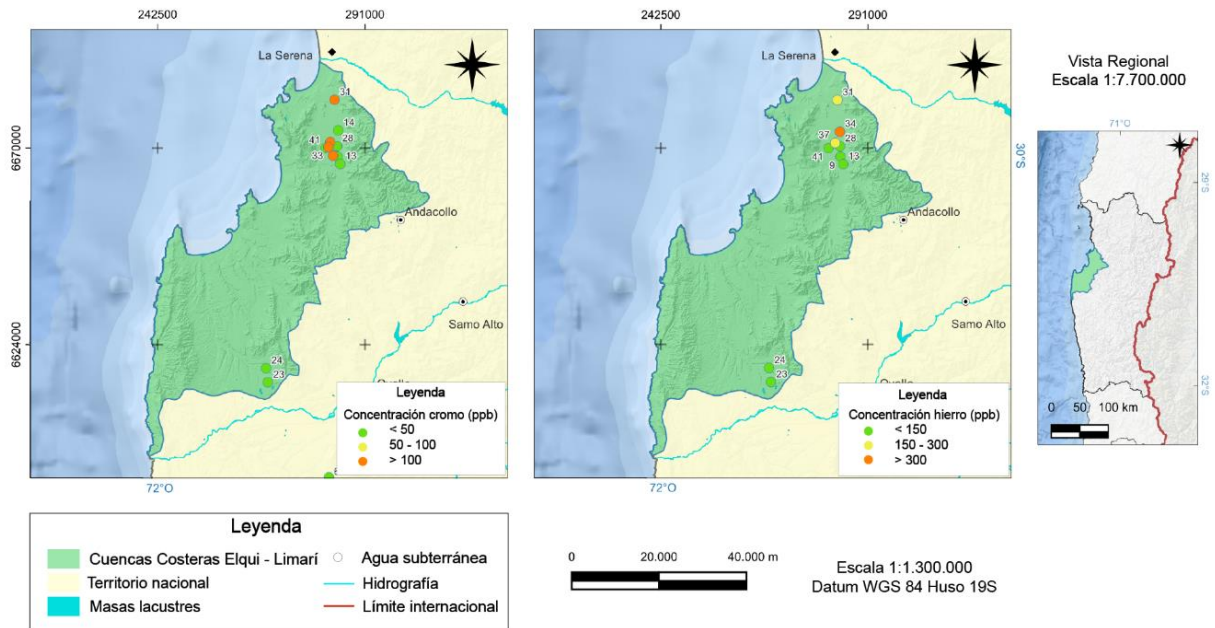 242500
291000
242500
291000
La Serena
31
14
41
28
33
13
6670000
Andacollo
Samo Alto
6624000
24
23
Leyenda
Concentración cromo (ppb)
< 50
50 - 100
> 100
72°O
La Serena
31
34
37
28
41
13
9
30°S
Andacollo
Samo Alto
24
23
Leyenda
Concentración hierro (ppb)
< 150
150 - 300
> 300
72°O
Vista Regional
Escala 1:7.700.000
71°O
29°S
32°S
0 50 100 km
Leyenda
Cuencas Costeras Elqui - Limarí
Territorio nacional
Masas lacustres
Agua subterránea
Hidrografía
Límite internacional
0 20.000 40.000 m
Escala 1:1.300.000
Datum WGS 84 Huso 19S